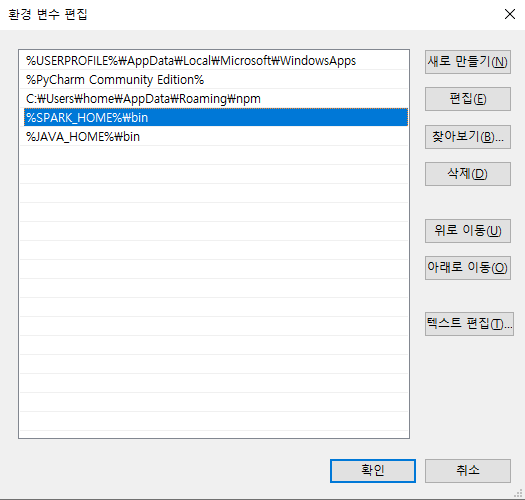 환경 변수 편집
%USERPROFILE%₩AppData₩Local₩Microsoft₩WindowsApps
%PyCharm Community Edition%
C:₩Users₩home₩AppData₩Roaming₩npm
%SPARK_HOME%₩bin
%JAVA_HOME%₩bin
새로 만들기(N)
편집(E)
찾아보기(B)...
삭제(D)
위로 이동(U)
아래로 이동(O)
텍스트 편집(T)...
확인
취소